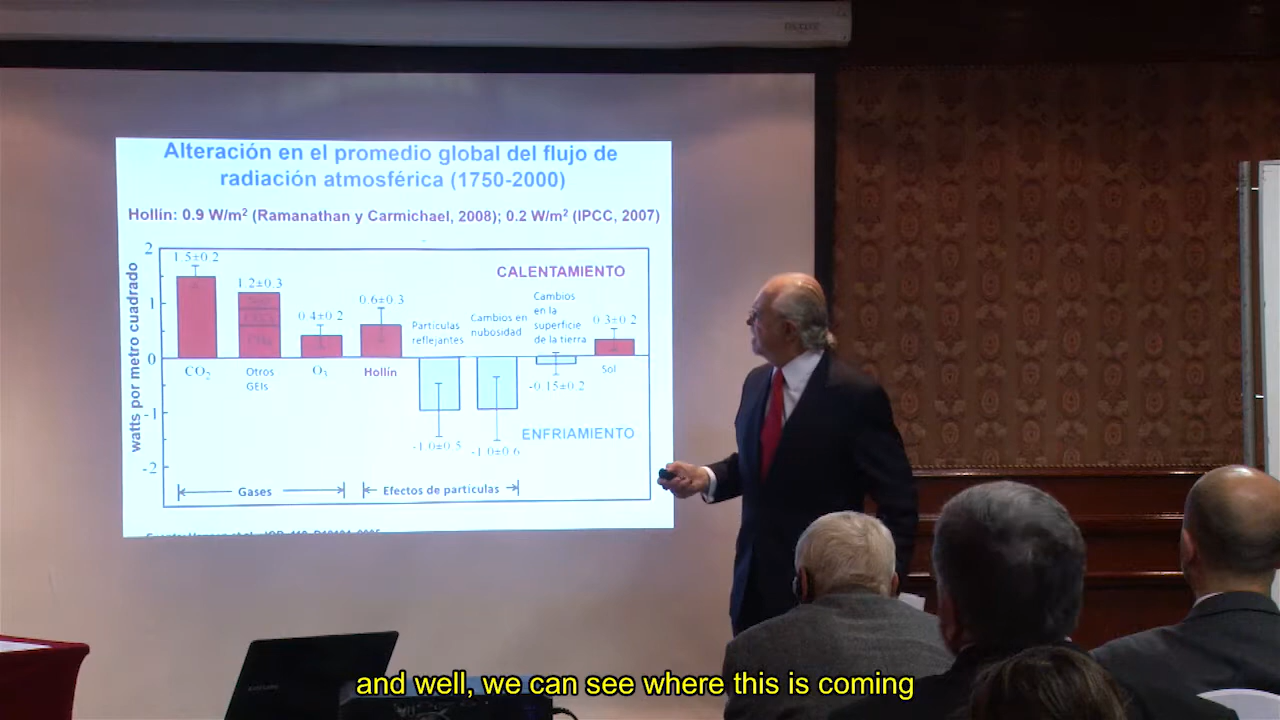 Alteración en el promedio global del flujo de
radiación atmosférica (1750-2000)
Hollín: 0.9 W/m² (Ramanathan y Carmichael, 2008); 0.2 W/m² (IPCC, 2007)
watts por metro cuadrado
2
1
0
-1
-2
1.5±0.2
1.2±0.3
0.4±0.2
0.6±0.3
CALENTAMIENTO
Partículas
reflejantes
Cambios en
nubosidad
Cambios
en la
superficie
de la tierra
0.3±0.2
CO₂
Otros
GEIs
O₃
Hollín
Sol
-0.15±0.2
-1.0±0.5
-1.0±0.6
ENFRIAMIENTO
Gases
Efectos de partículas
and well, we can see where this is coming